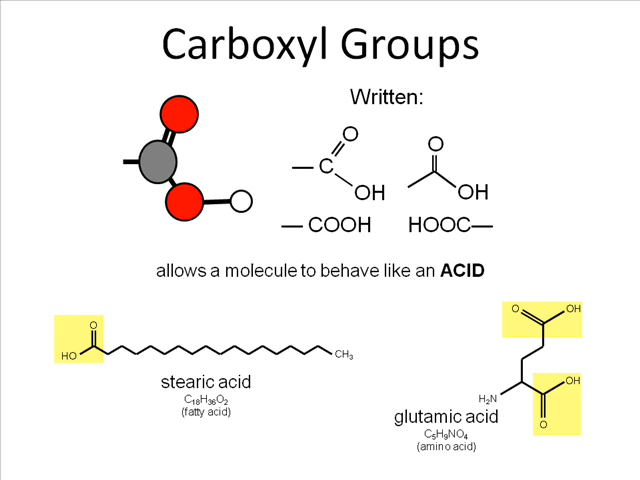 Carboxyl Groups
Written:
O
C
OH
O
OH
— COOH
HOOC—
allows a molecule to behave like an ACID
O
HO
CH₃
stearic acid
C₁₈H₃₆O₂
(fatty acid)
O
OH
H₂N
OH
O
glutamic acid
C₅H₉NO₄
(amino acid)